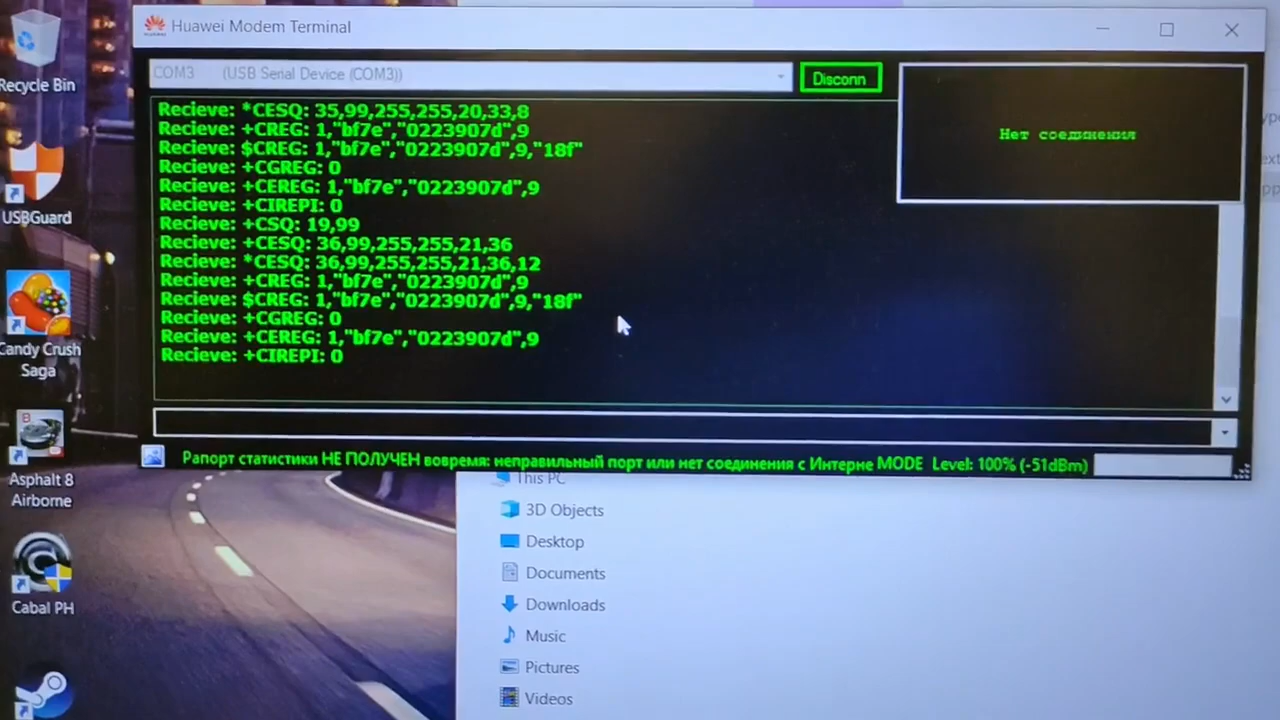 Huawei Modem Terminal
COM3 (USB Serial Device (COM3))
Disconn
Recieve: *CESQ: 35,99,255,255,20,33,8
Recieve: +CREG: 1,"bf7e","0223907d",9
Recieve: $CREG: 1,"bf7e","0223907d",9,"18f"
Recieve: +CGREG: 0
Recieve: +CEREG: 1,"bf7e","0223907d",9
Recieve: +CIREPI: 0
Recieve: +CSQ: 19,99
Recieve: +CESQ: 36,99,255,255,21,36
Recieve: *CESQ: 36,99,255,255,21,36,12
Recieve: +CREG: 1,"bf7e","0223907d",9
Recieve: $CREG: 1,"bf7e","0223907d",9,"18f"
Recieve: +CGREG: 0
Recieve: +CEREG: 1,"bf7e","0223907d",9
Recieve: +CIREPI: 0
Нет соединения
Рапорт статистики НЕ ПОЛУЧЕН вовремя: неправильный порт или нет соединения с Интерне MODE Level: 100% (-51dBm)
Recycle Bin
USBGuard
Candy Crush
Saga
Asphalt 8
Airborne
Cabal PH
This PC
3D Objects
Desktop
Documents
Downloads
Music
Pictures
Videos